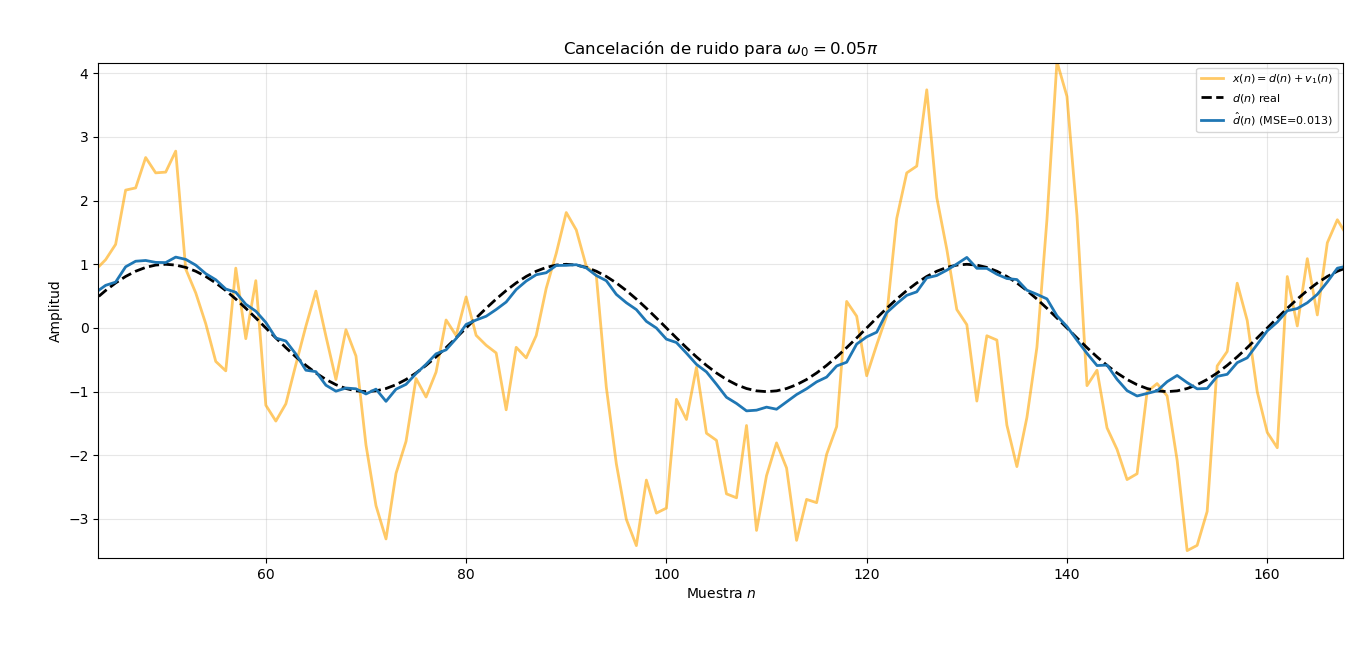 Cancelación de ruido para ω₀ = 0.05π
x(n) = d(n) + v₁(n)
d(n) real
d̂(n) (MSE=0.013)
Amplitud
4
3
2
1
0
−1
−2
−3
60 80 100 120 140 160
Muestra n